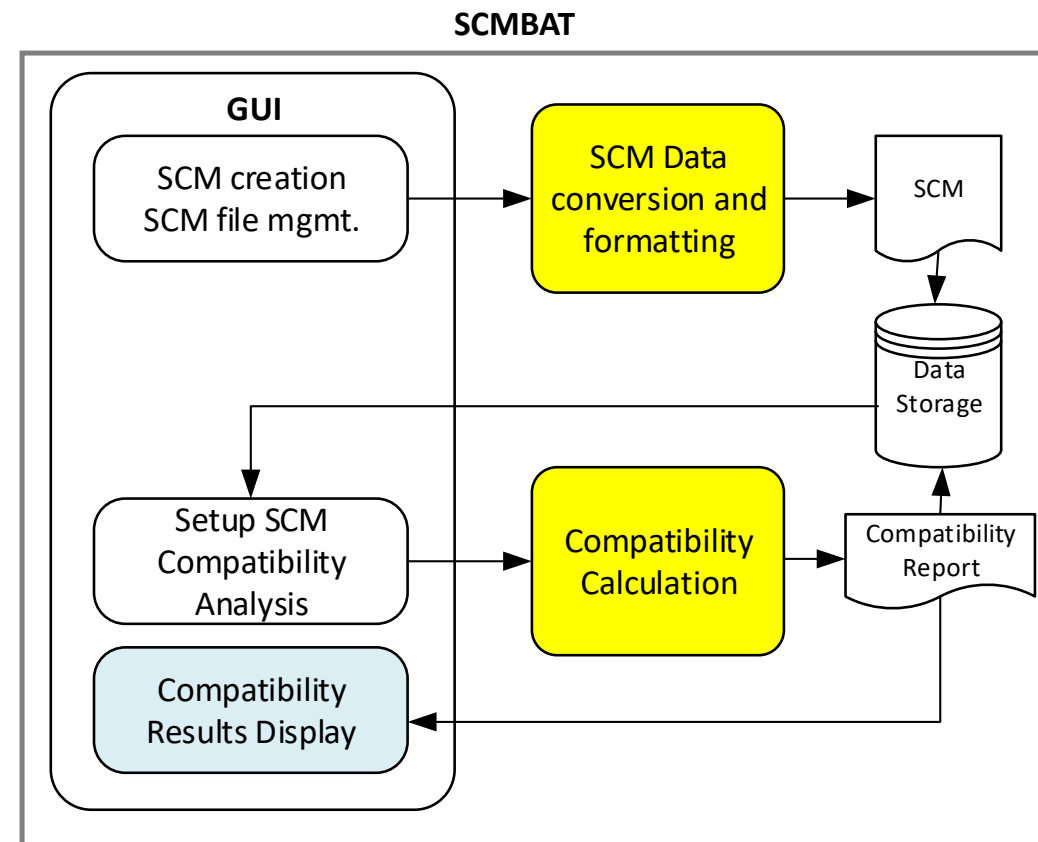 SCMBAT
GUI
SCM creation
SCM file mgmt.
SCM Data
conversion and
formatting
SCM
Data
Storage
Setup SCM
Compatibility
Analysis
Compatibility
Calculation
Compatibility
Report
Compatibility
Results Display